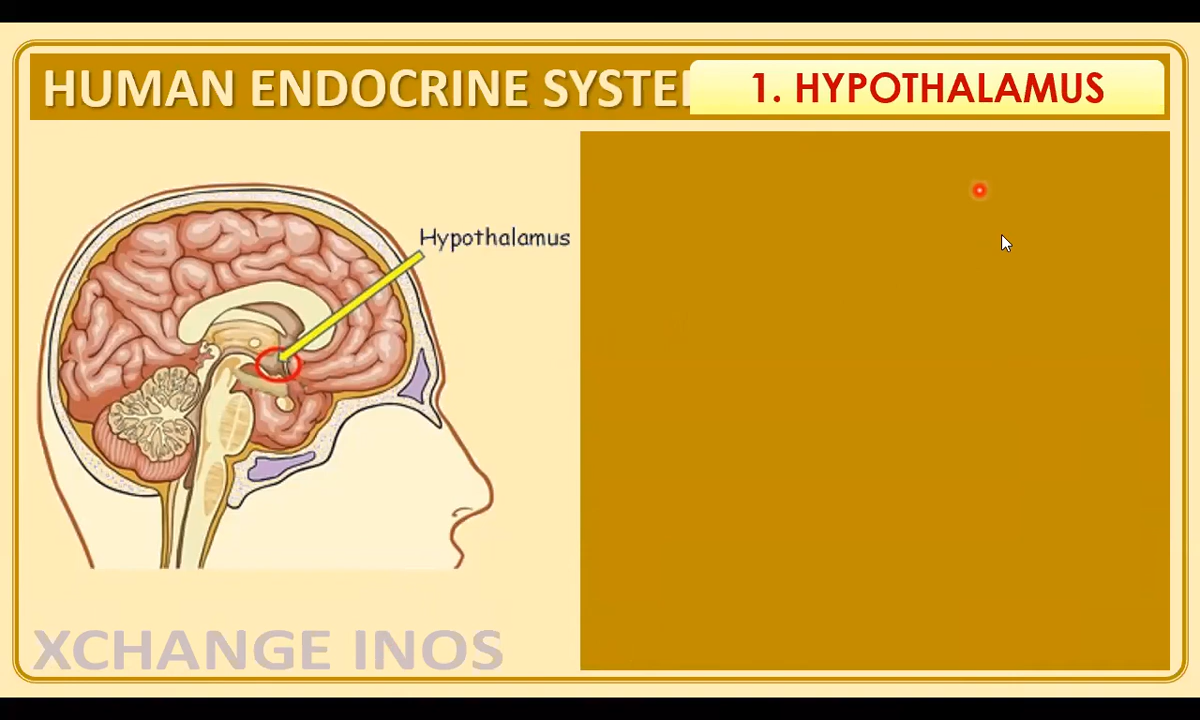 HUMAN ENDOCRINE SYSTE
1. HYPOTHALAMUS
Hypothalamus
XCHANGE INOS